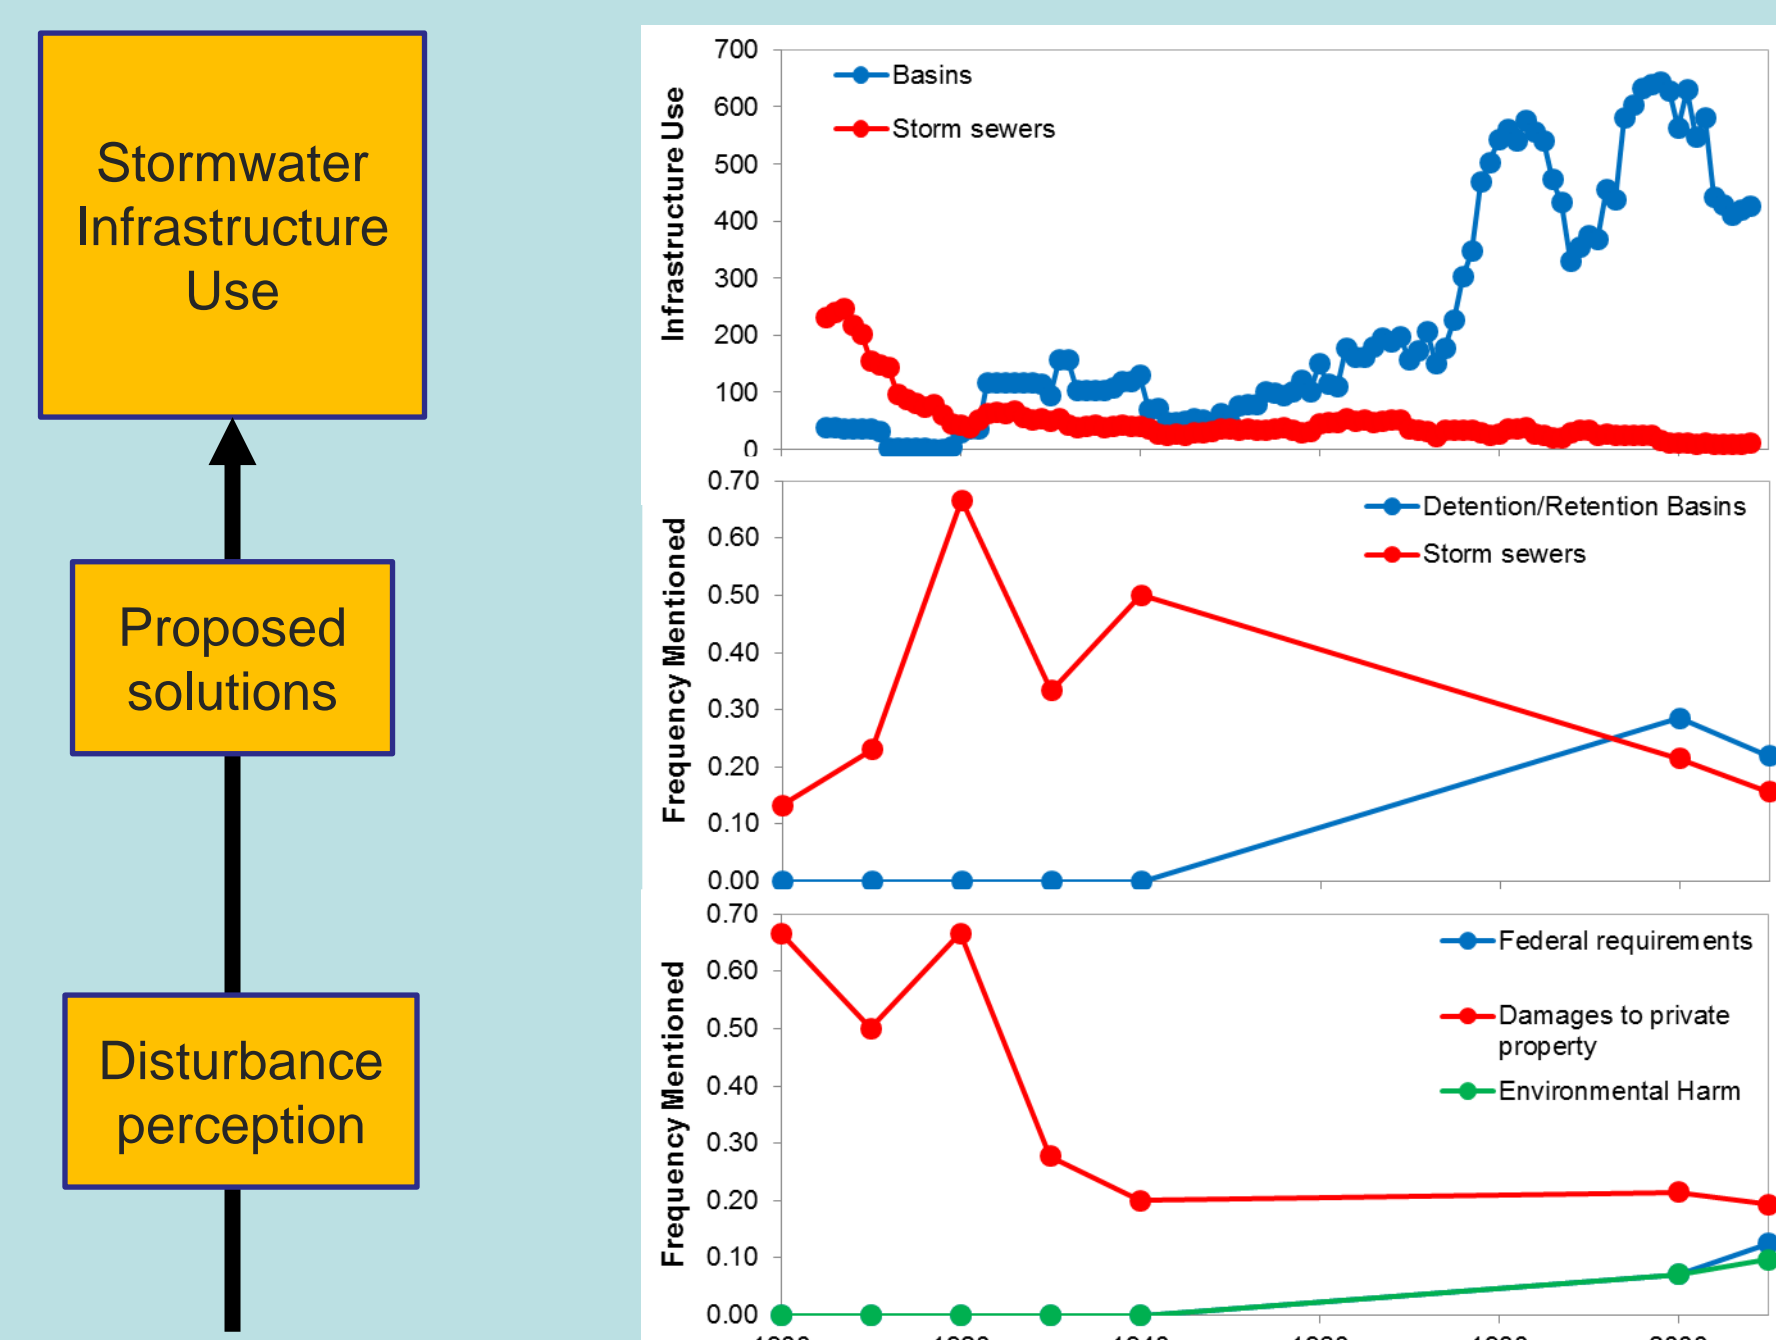 Stormwater
Infrastructure
Use
Proposed
solutions
Disturbance
perception
Infrastructure Use
700
600
500
400
300
200
100
0
Basins
Storm sewers
Frequency Mentioned
0.70
0.60
0.50
0.40
0.30
0.20
0.10
0.00
Detention/Retention Basins
Storm sewers
Frequency Mentioned
0.70
0.60
0.50
0.40
0.30
0.20
0.10
0.00
Federal requirements
Damages to private
property
Environmental Harm